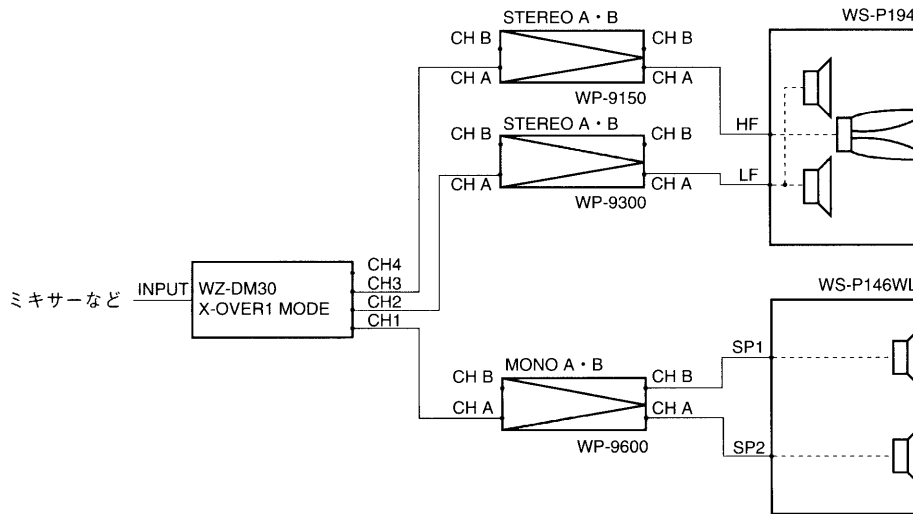 STEREO A・B
CH B
CH B
CH A
CH A
WP-9150
STEREO A・B
CH B
CH B
CH A
CH A
WP-9300
WS-P194
HF
LF
ミキサーなど
INPUT
WZ-DM30
X-OVER1 MODE
CH4
CH3
CH2
CH1
MONO A・B
CH B
CH B
CH A
CH A
WP-9600
WS-P146WL
SP1
SP2